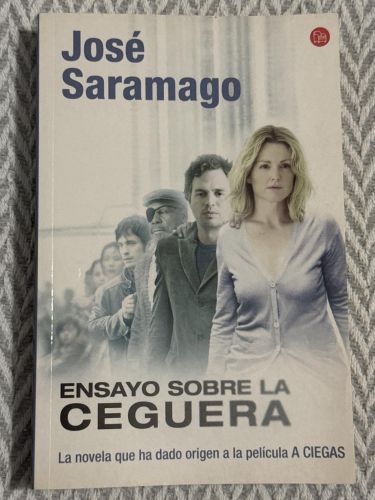 José
Saramago
ENSAYO SOBRE LA
CEGUERA
La novela que ha dado origen a la película A CIEGAS